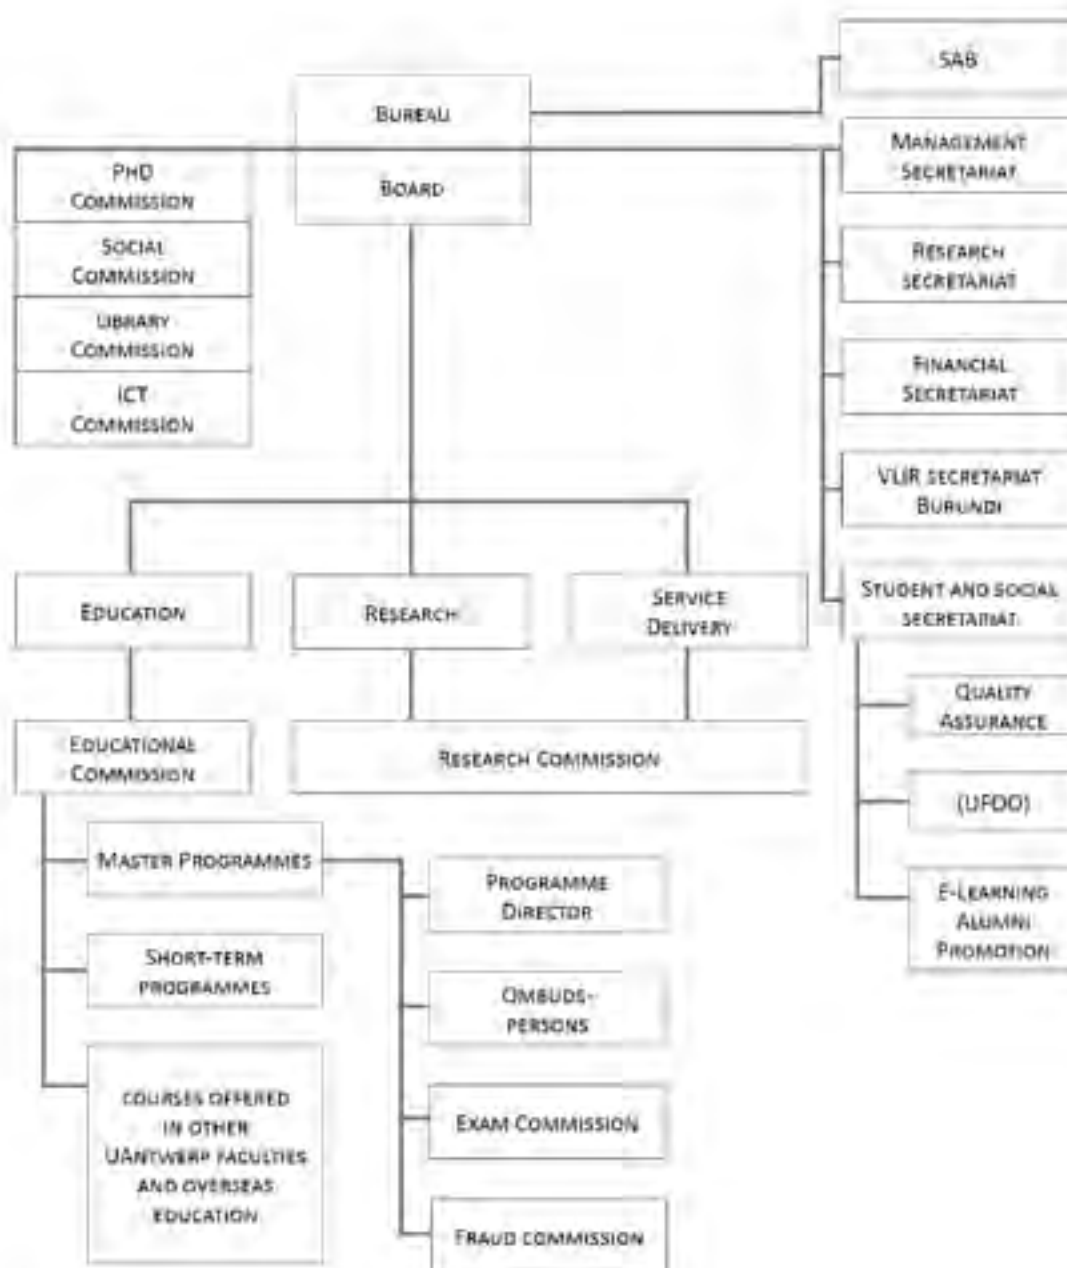 SAB
BUREAU
BOARD
MANAGEMENT
SECRETARIAT
PHD
COMMISSION
SOCIAL
COMMISSION
LIBRARY
COMMISSION
ICT
COMMISSION
RESEARCH
SECRETARIAT
FINANCIAL
SECRETARIAT
VLIR SECRETARIAT
BURUNDI
STUDENT AND SOCIAL
SECRETARIAT
EDUCATION
RESEARCH
SERVICE
DELIVERY
QUALITY
ASSURANCE
(UFOO)
E-LEARNING
ALUMNI
PROMOTION
EDUCATIONAL
COMMISSION
RESEARCH COMMISSION
MASTER PROGRAMMES
SHORT-TERM
PROGRAMMES
COURSES OFFERED
IN OTHER
UANTWERP FACULTIES
AND OVERSEAS
EDUCATION
PROGRAMME
DIRECTOR
OMBUDS-
PERSONS
EXAM COMMISSION
FRAUD COMMISSION